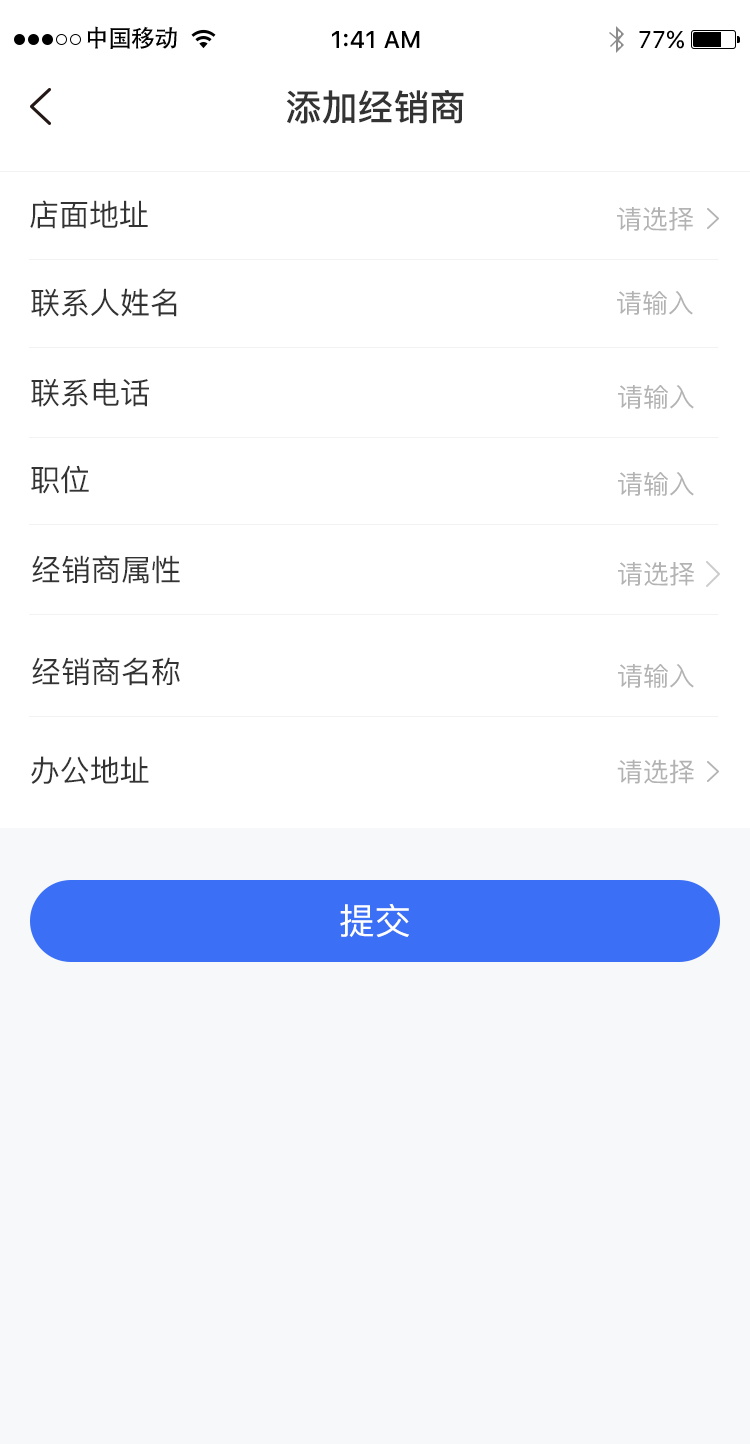 中国移动 1:41 AM 77%
添加经销商
店面地址 请选择
联系人姓名 请输入
联系电话 请输入
职位 请输入
经销商属性 请选择
经销商名称 请输入
办公地址 请选择
提交